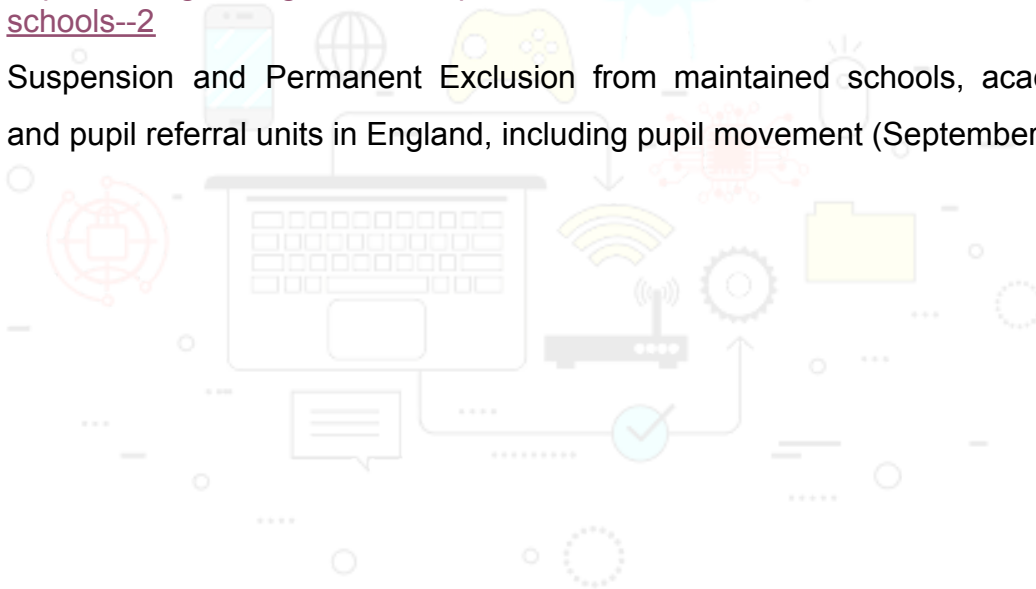 schools--2
Suspension and Permanent Exclusion from maintained schools,
and pupil referral units in England, including pupil movement (September